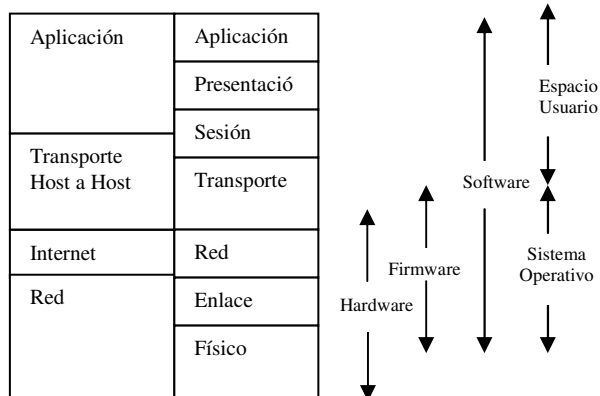 Aplicación
Transporte
Host a Host
Internet
Red
Aplicación
Presentació
Sesión
Transporte
Red
Enlace
Físico
Hardware
Firmware
Software
Espacio
Usuario
Sistema
Operativo